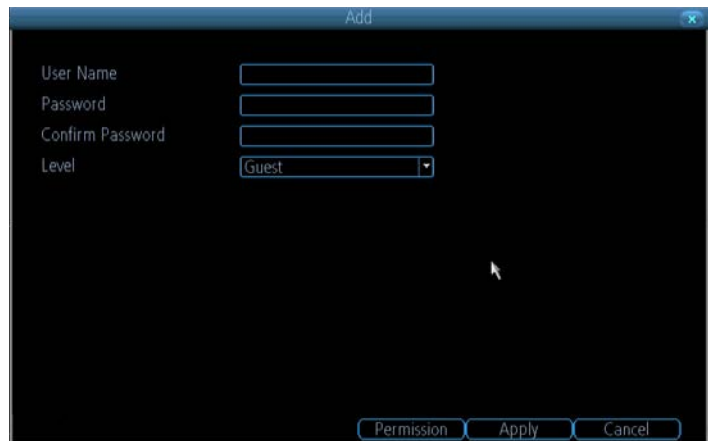 Add
User Name
Password
Confirm Password
Level Guest
Permission Apply Cancel